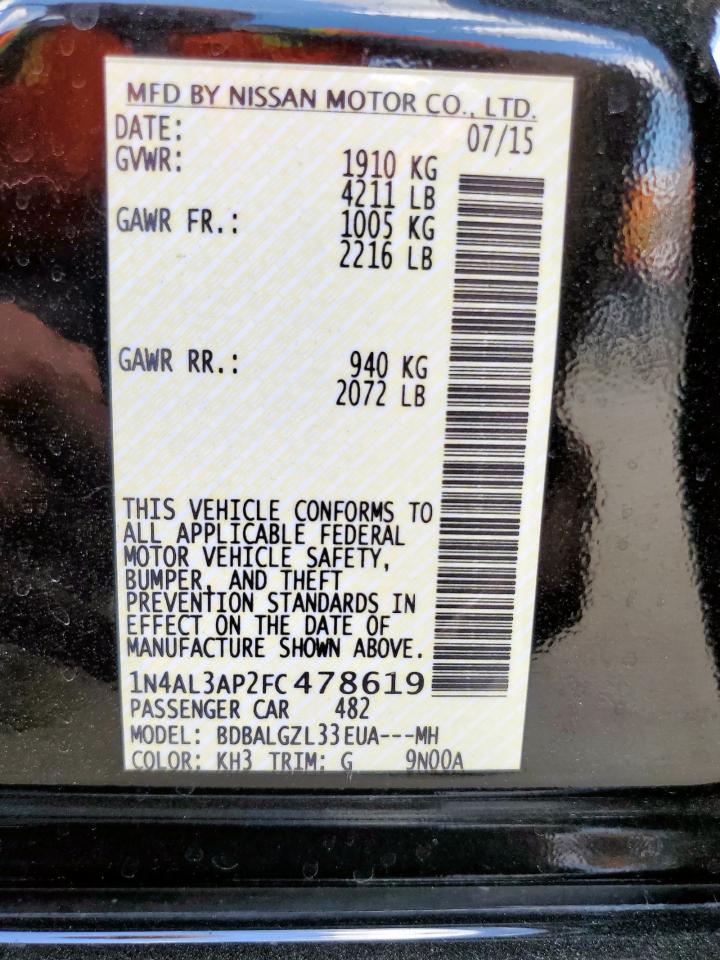 MFD BY NISSAN MOTOR CO., LTD.
DATE: 07/15
GVWR: 1910 KG
4211 LB
GAWR FR.: 1005 KG
2216 LB
GAWR RR.: 940 KG
2072 LB
THIS VEHICLE CONFORMS TO
ALL APPLICABLE FEDERAL
MOTOR VEHICLE SAFETY,
BUMPER, AND THEFT
PREVENTION STANDARDS IN
EFFECT ON THE DATE OF
MANUFACTURE SHOWN ABOVE.
1N4AL3AP2FC478619
PASSENGER CAR 482
MODEL: BDBALGZL33EUA---MH
COLOR: KH3 TRIM: G 9N00A